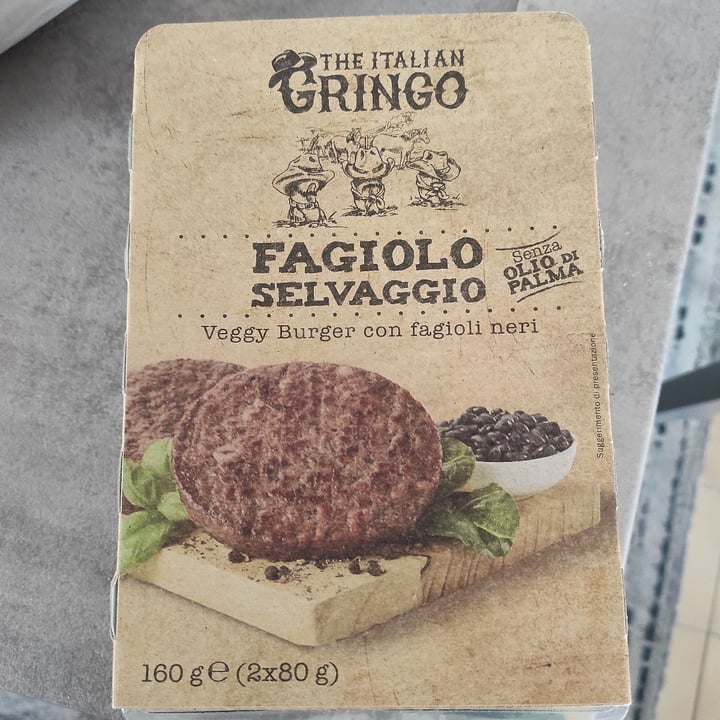 THE ITALIAN
GRINGO
FAGIOLO
SELVAGGIO
Senza
OLIO DI
PALMA
Veggy Burger con fagioli neri
Suggerimento di presentazione
160 g e (2x80 g)